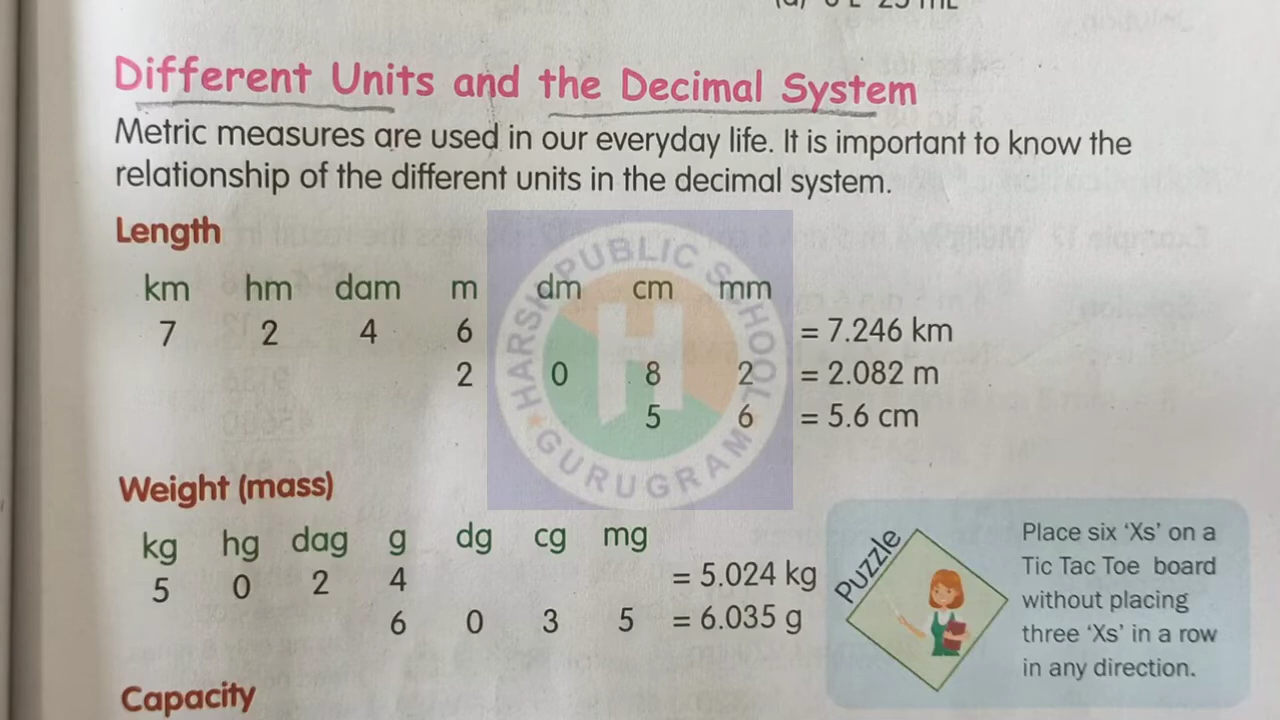 (d) 6 L 25 mL
Different Units and the Decimal System
Metric measures are used in our everyday life. It is important to know the
relationship of the different units in the decimal system.
Length
km hm dam m dm cm mm
7 2 4 6 = 7.246 km
2 0 8 2 = 2.082 m
5 6 = 5.6 cm
HARSH PUBLIC SCHOOL
H
GURUGRAM
Weight (mass)
kg hg dag g dg cg mg
5 0 2 4 = 5.024 kg
6 0 3 5 = 6.035 g
Puzzle
Place six ‘Xs’ on a
Tic Tac Toe board
without placing
three ‘Xs’ in a row
in any direction.
Capacity